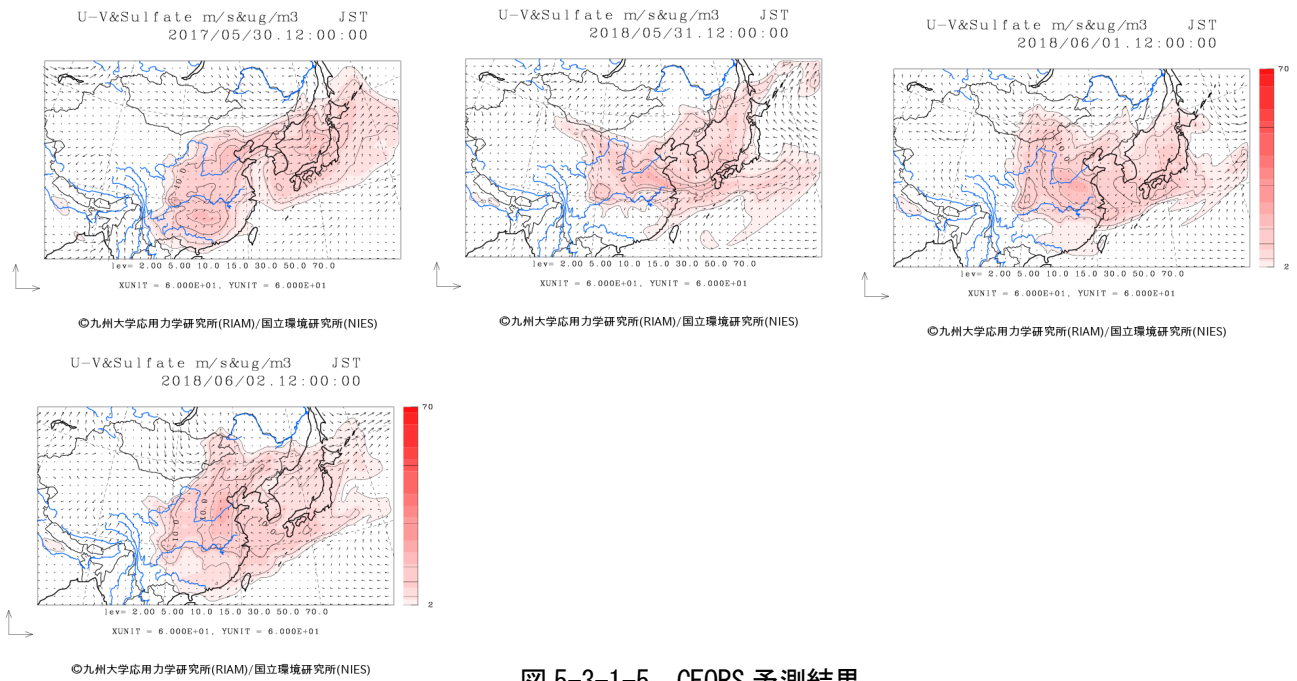 U-V&Sulfate m/s&ug/m3 JST
2017/05/30.12:00:00
lev= 2.00 5.00 10.0 15.0 30.0 50.0 70.0
XUNIT = 6.000E+01, YUNIT = 6.000E+01
©九州大学応用力学研究所(RIAM)/国立環境研究所(NIES)
U-V&Sulfate m/s&ug/m3 JST
2018/05/31.12:00:00
lev= 2.00 5.00 10.0 15.0 30.0 50.0 70.0
XUNIT = 6.000E+01, YUNIT = 6.000E+01
©九州大学応用力学研究所(RIAM)/国立環境研究所(NIES)
U-V&Sulfate m/s&ug/m3 JST
2018/06/01.12:00:00
70
2
lev= 2.00 5.00 10.0 15.0 30.0 50.0 70.0
XUNIT = 6.000E+01, YUNIT = 6.000E+01
©九州大学応用力学研究所(RIAM)/国立環境研究所(NIES)
U-V&Sulfate m/s&ug/m3 JST
2018/06/02.12:00:00
70
2
lev= 2.00 5.00 10.0 15.0 30.0 50.0 70.0
XUNIT = 6.000E+01, YUNIT = 6.000E+01
©九州大学応用力学研究所(RIAM)/国立環境研究所(NIES)
図 5-3-1-5 CFORS 予測結果